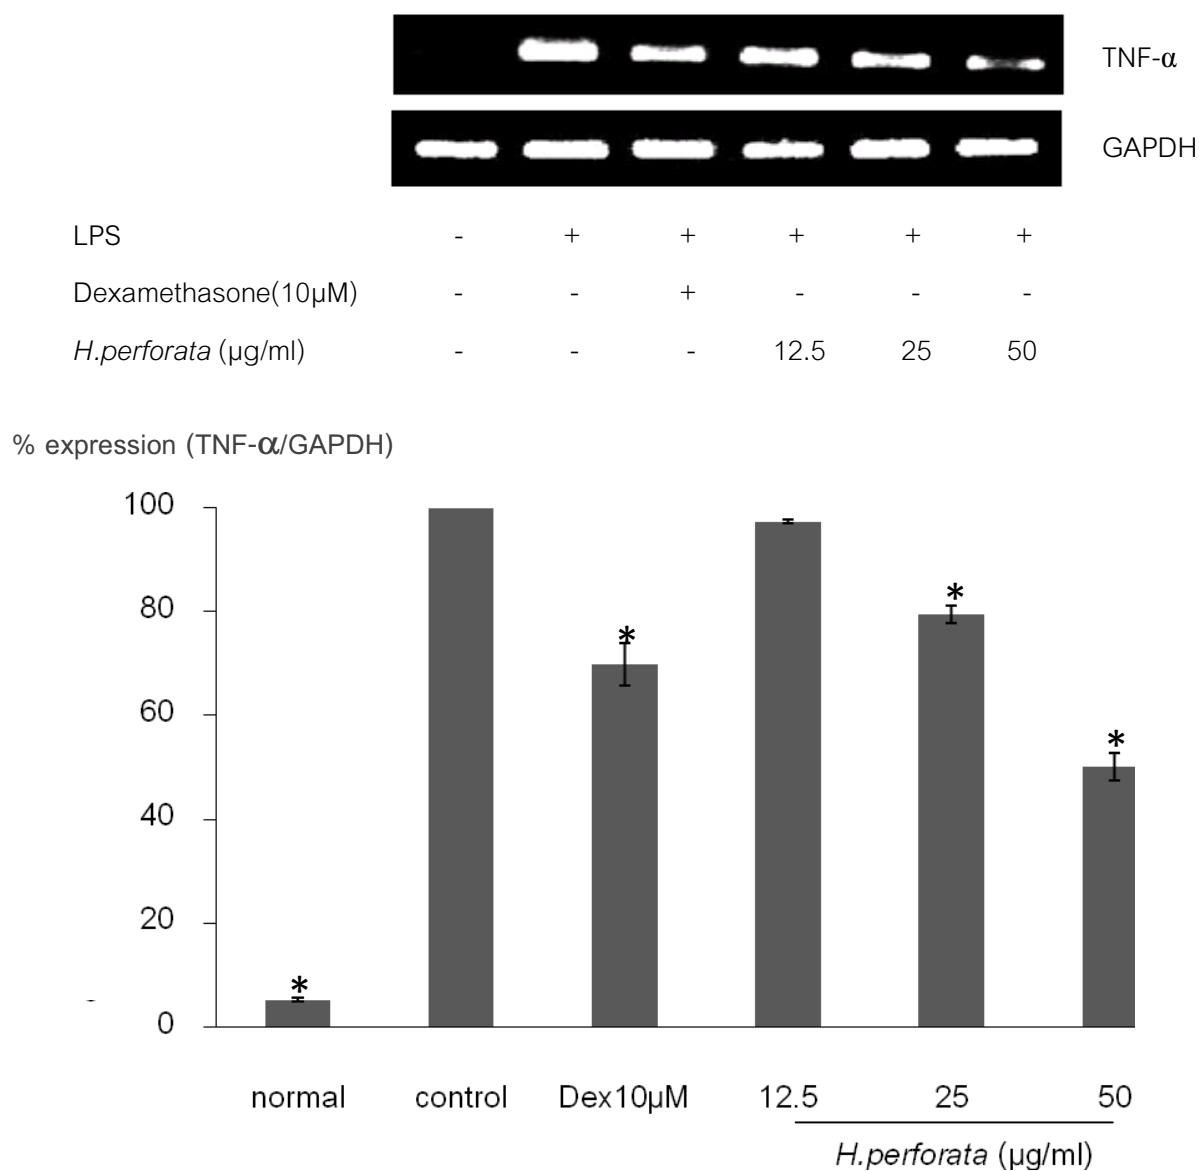 TNF-α
GAPDH
LPS - + + + + +
Dexamethasone(10µM) - - + - - -
H.perforata (µg/ml) - - - 12.5 25 50
% expression (TNF-α/GAPDH)
100
80
60
40
20
0
* * * *
normal control Dex10µM 12.5 25 50
H.perforata (µg/ml)